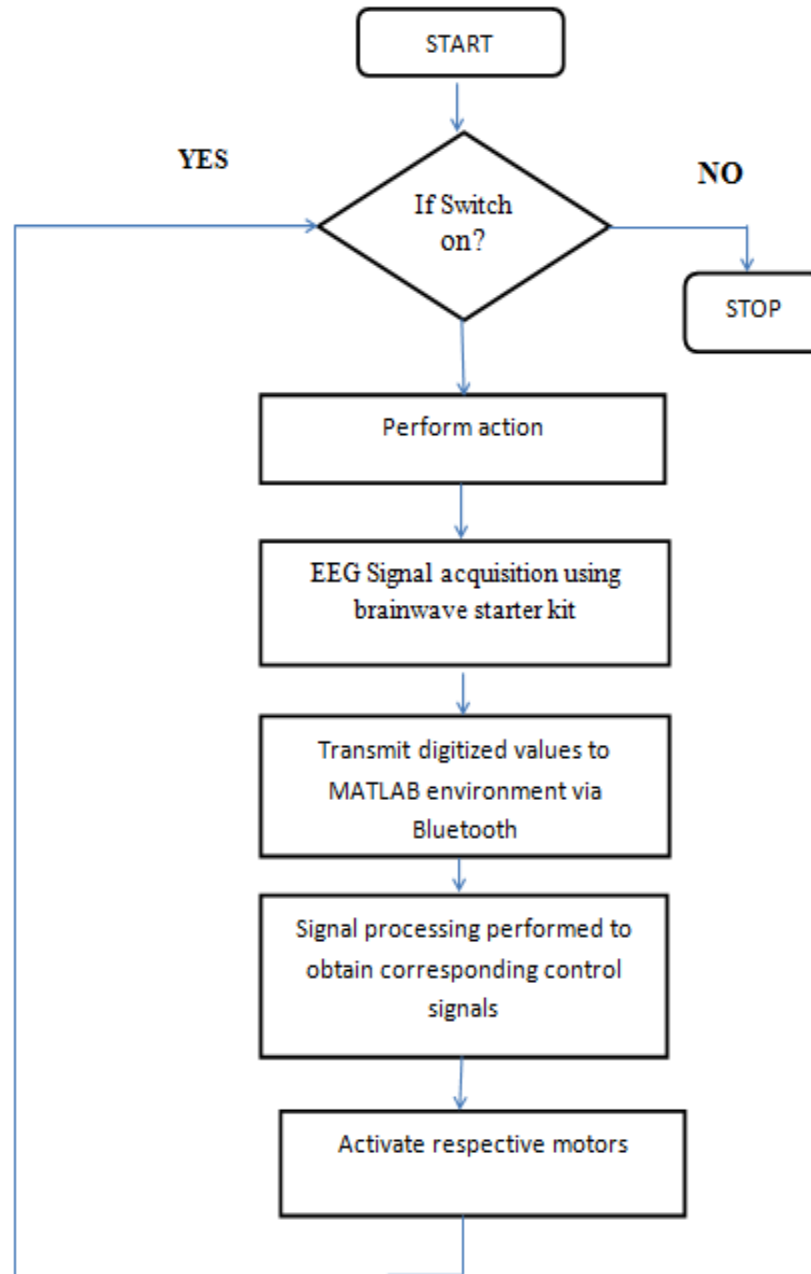 START
YES
NO
If Switch
on?
STOP
Perform action
EEG Signal acquisition using
brainwave starter kit
Transmit digitized values to
MATLAB environment via
Bluetooth
Signal processing performed to
obtain corresponding control
signals
Activate respective motors